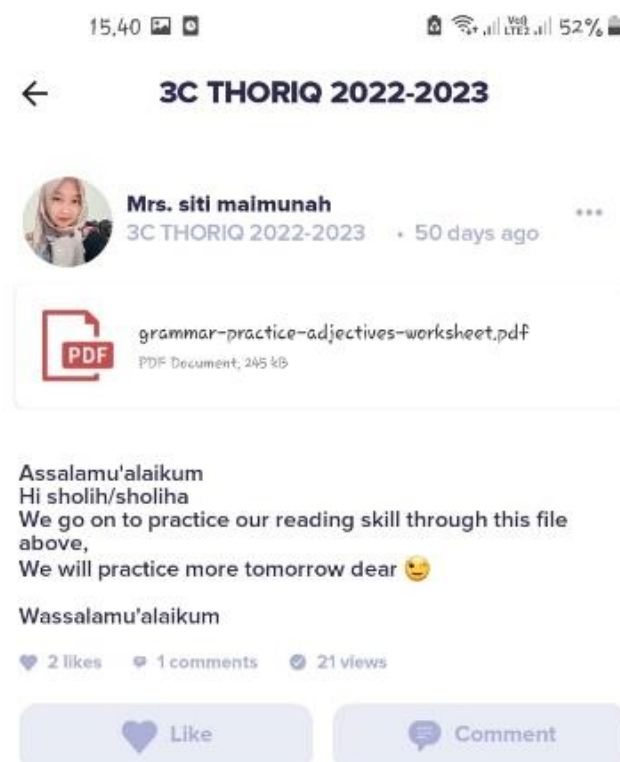 15.40 52%
VoJ)
LTE2
3C THORIQ 2022-2023
Mrs. siti maimunah
3C THORIQ 2022-2023 • 50 days ago
PDF
grammar-practice-adjectives-worksheet.pdf
PDF Document, 245 kB
Assalamu'alaikum
Hi sholih/sholiha
We go on to practice our reading skill through this file
above,
We will practice more tomorrow dear 😉
Wassalamu'alaikum
2 likes 1 comments 21 views
Like Comment